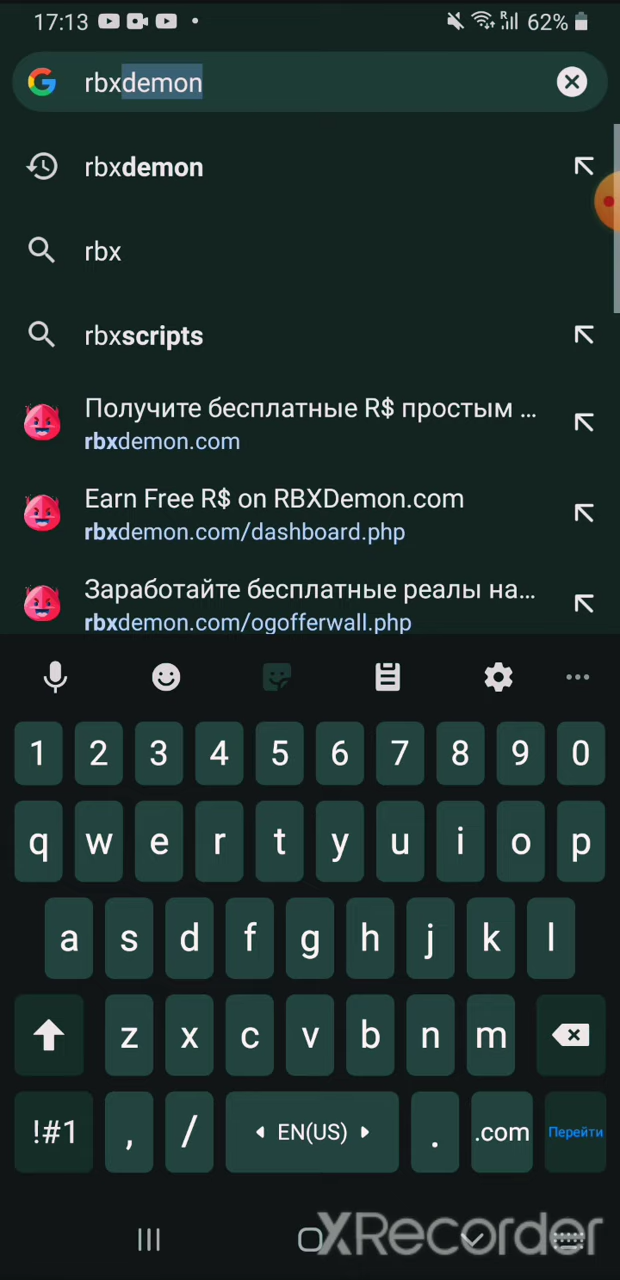 17:13 62%
rbxdemon
rbxdemon
rbx
rbxscripts
Получите бесплатные R$ простым ...
rbxdemon.com
Earn Free R$ on RBXDemon.com
rbxdemon.com/dashboard.php
Заработайте бесплатные реалы на...
rbxdemon.com/ogofferwall.php
1 2 3 4 5 6 7 8 9 0
q w e r t y u i o p
a s d f g h j k l
z x c v b n m
!#1 , / EN(US) . .com Перейти
XRecorder